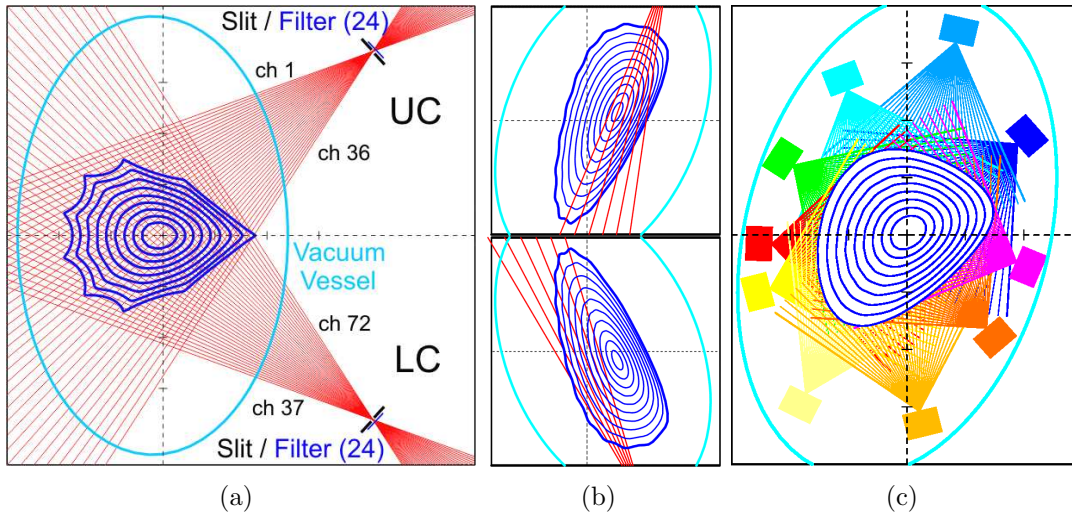 Slit / Filter (24)
ch 1
UC
ch 36
Vacuum
Vessel
ch 72
LC
ch 37
Slit / Filter (24)
(a)
(b)
(c)